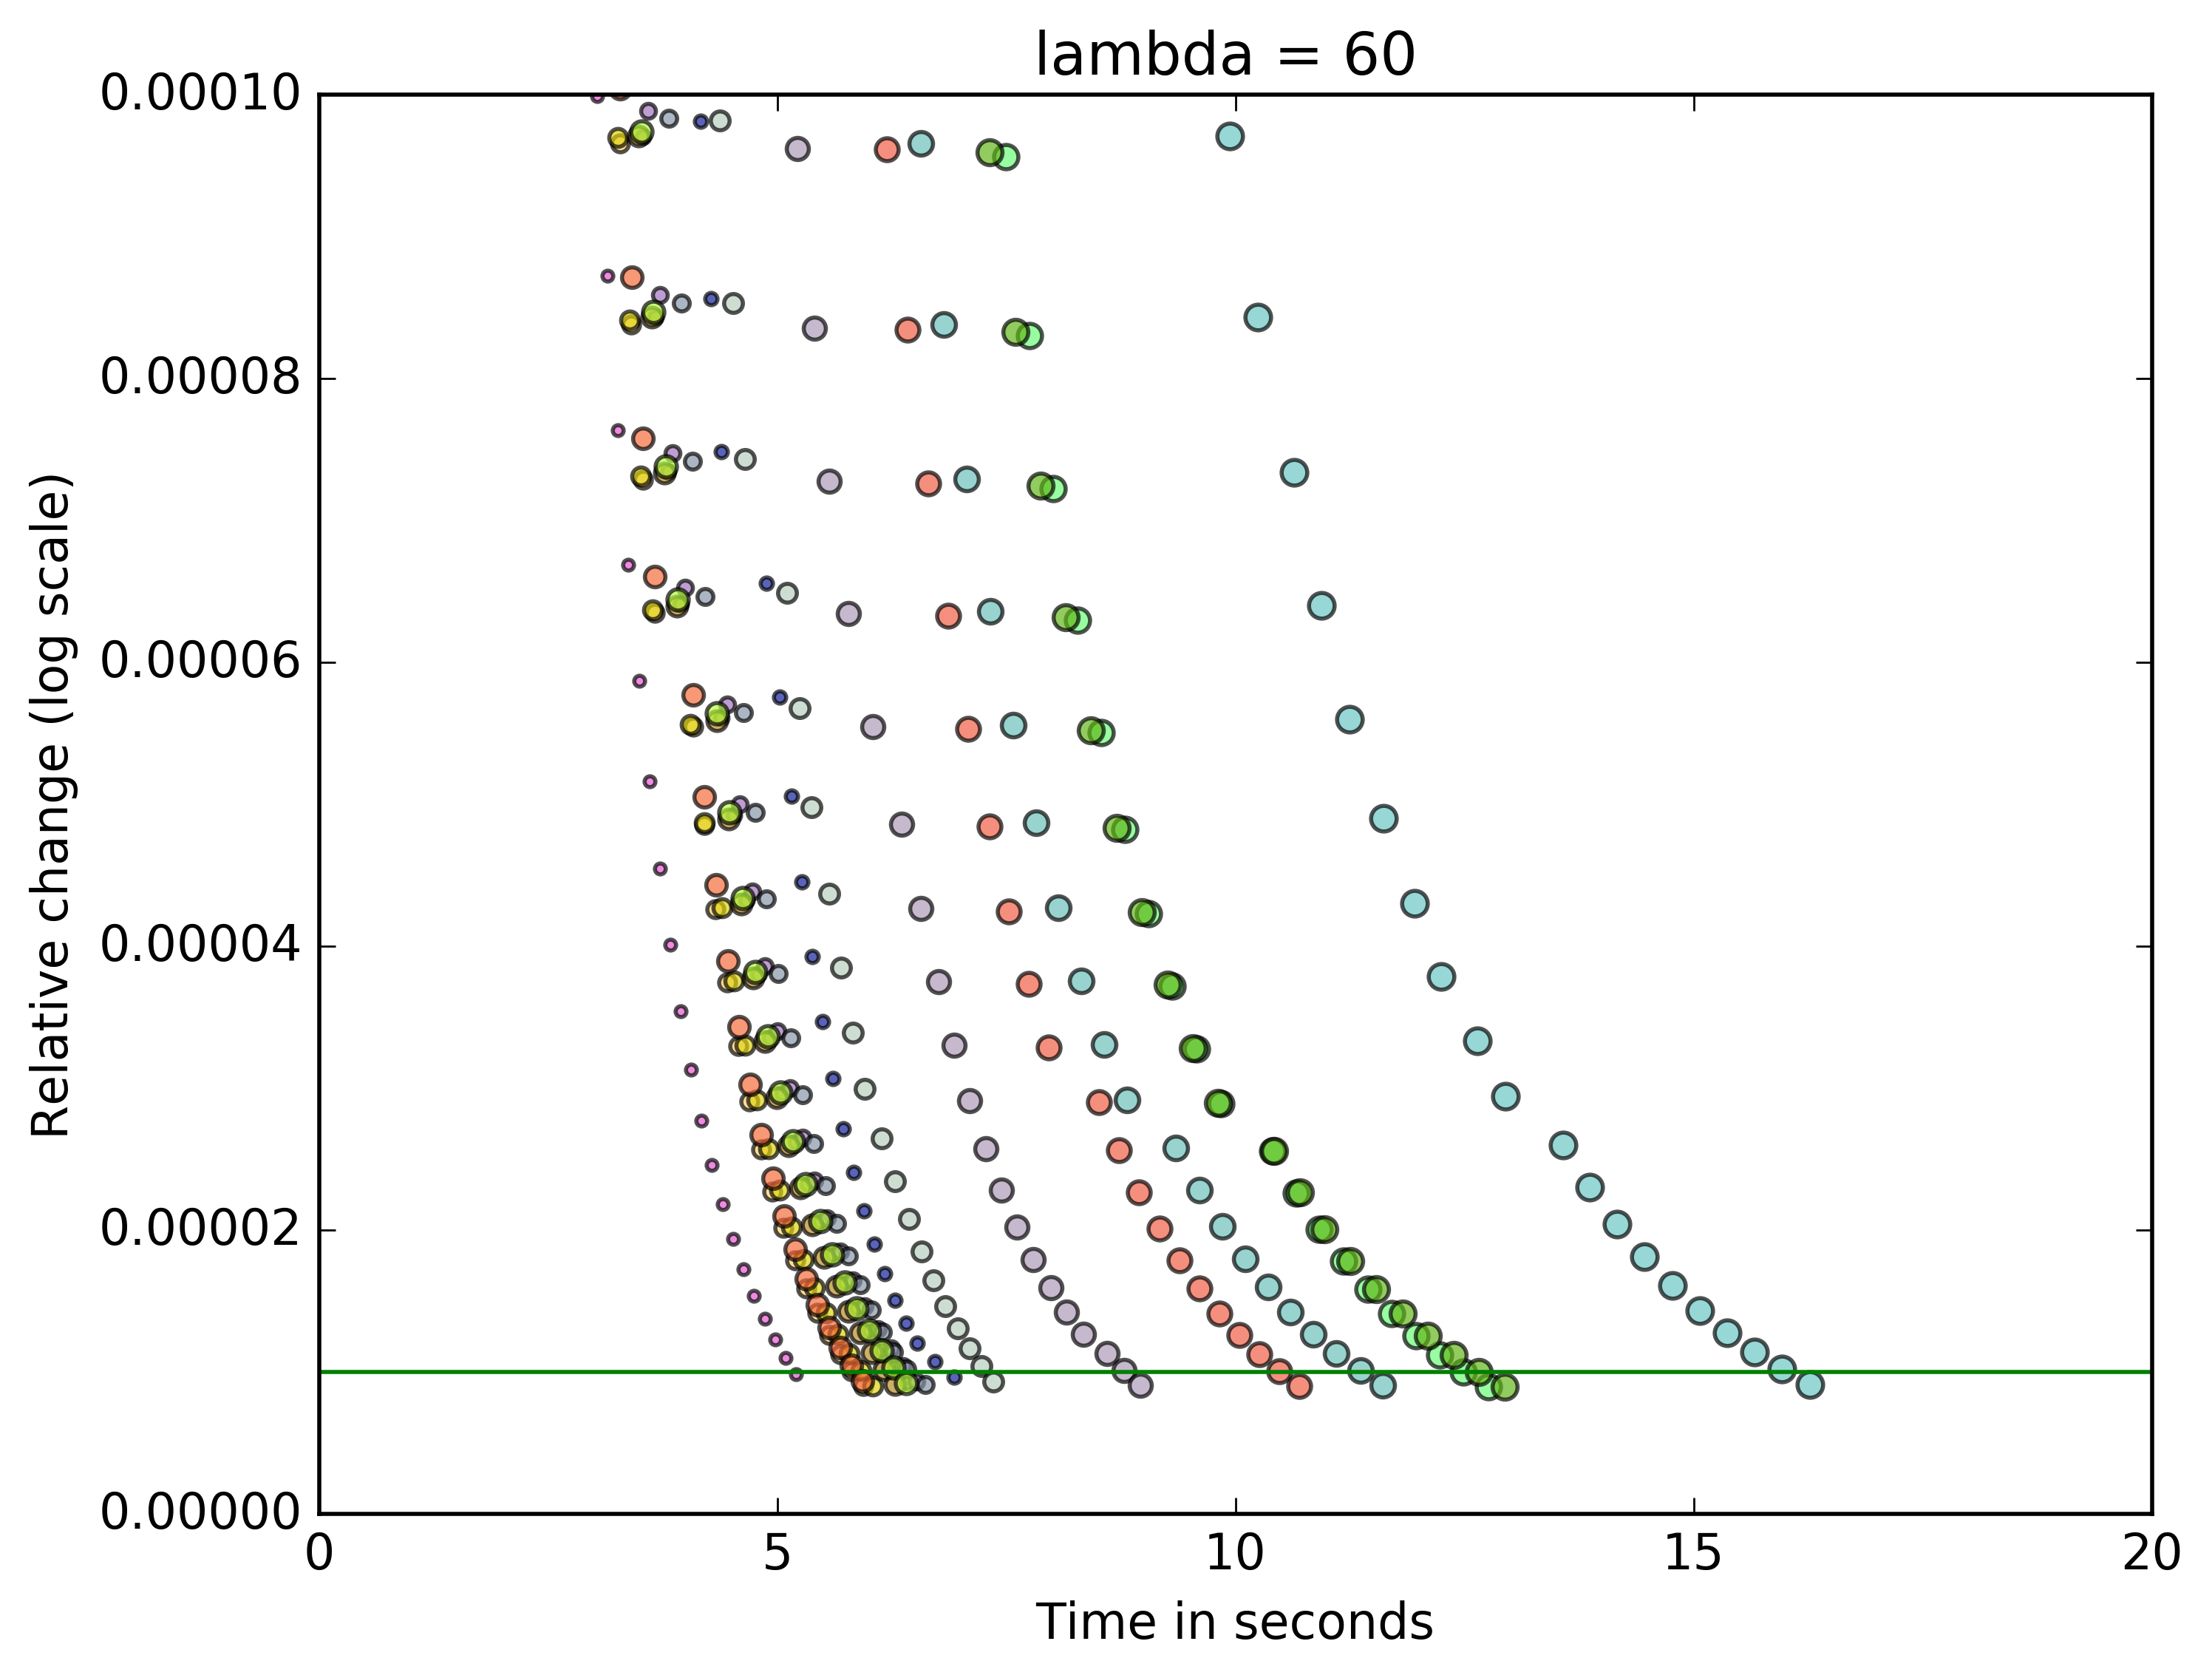 lambda = 60
0.00010
0.00008
0.00006
0.00004
0.00002
0.00000
Relative change (log scale)
0 5 10 15 20
Time in seconds